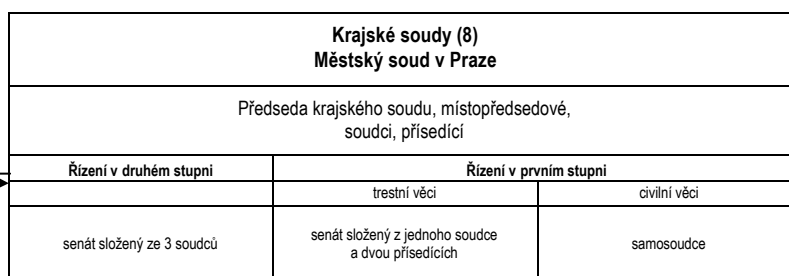 Krajské soudy (8)
Městský soud v Praze
Předseda krajského soudu, místopředsedové,
soudci, přísedící
Řízení v druhém stupni
Řízení v prvním stupni
trestní věci
civilní věci
senát složený ze 3 soudců
senát složený z jednoho soudce
a dvou přísedících
samosoudce